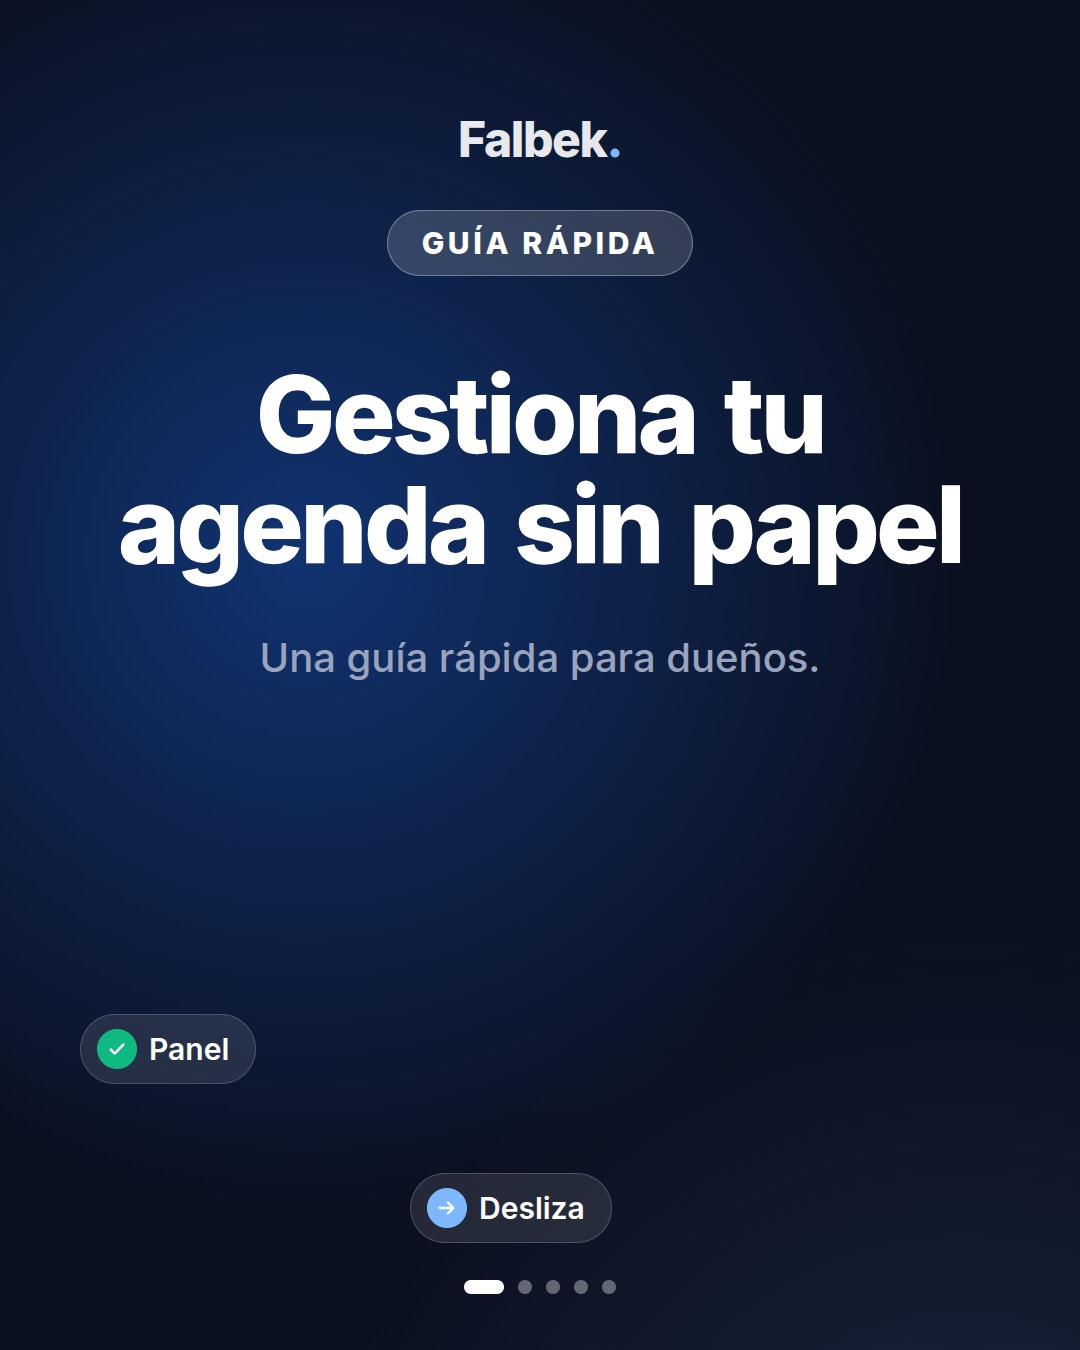 Falbek.
GUÍA RÁPIDA
Gestiona tu
agenda sin papel
Una guía rápida para dueños.
Panel
Desliza